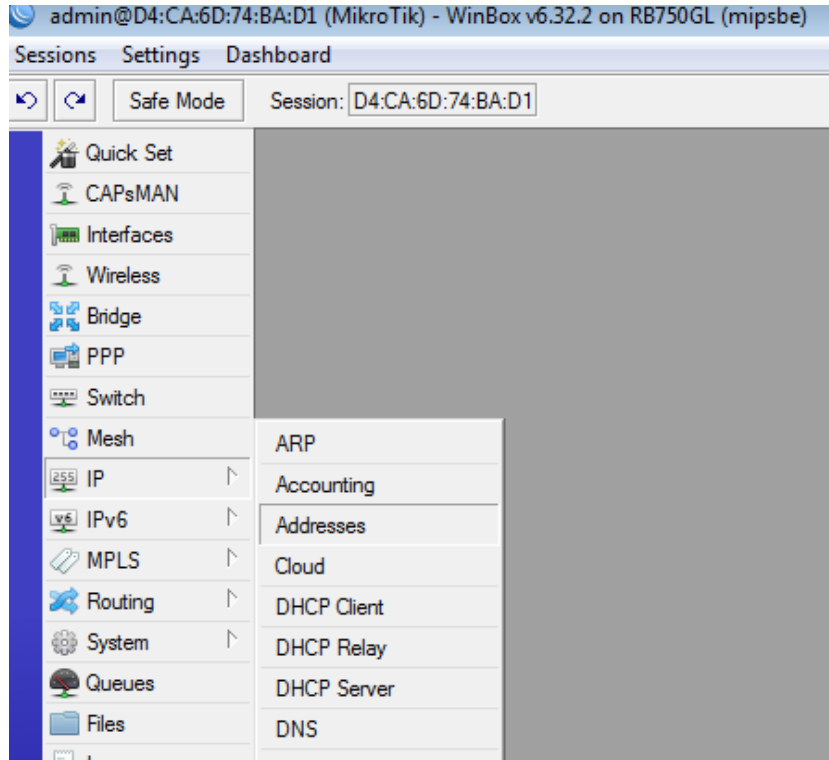 admin@D4:CA:6D:74:BA:D1 (MikroTik) - WinBox v6.32.2 on RB750GL (mipsbe)
Sessions Settings Dashboard
Safe Mode Session: D4:CA:6D:74:BA:D1
Quick Set
CAPsMAN
Interfaces
Wireless
Bridge
PPP
Switch
Mesh
255 IP
v6 IPv6
MPLS
Routing
System
Queues
Files
ARP
Accounting
Addresses
Cloud
DHCP Client
DHCP Relay
DHCP Server
DNS